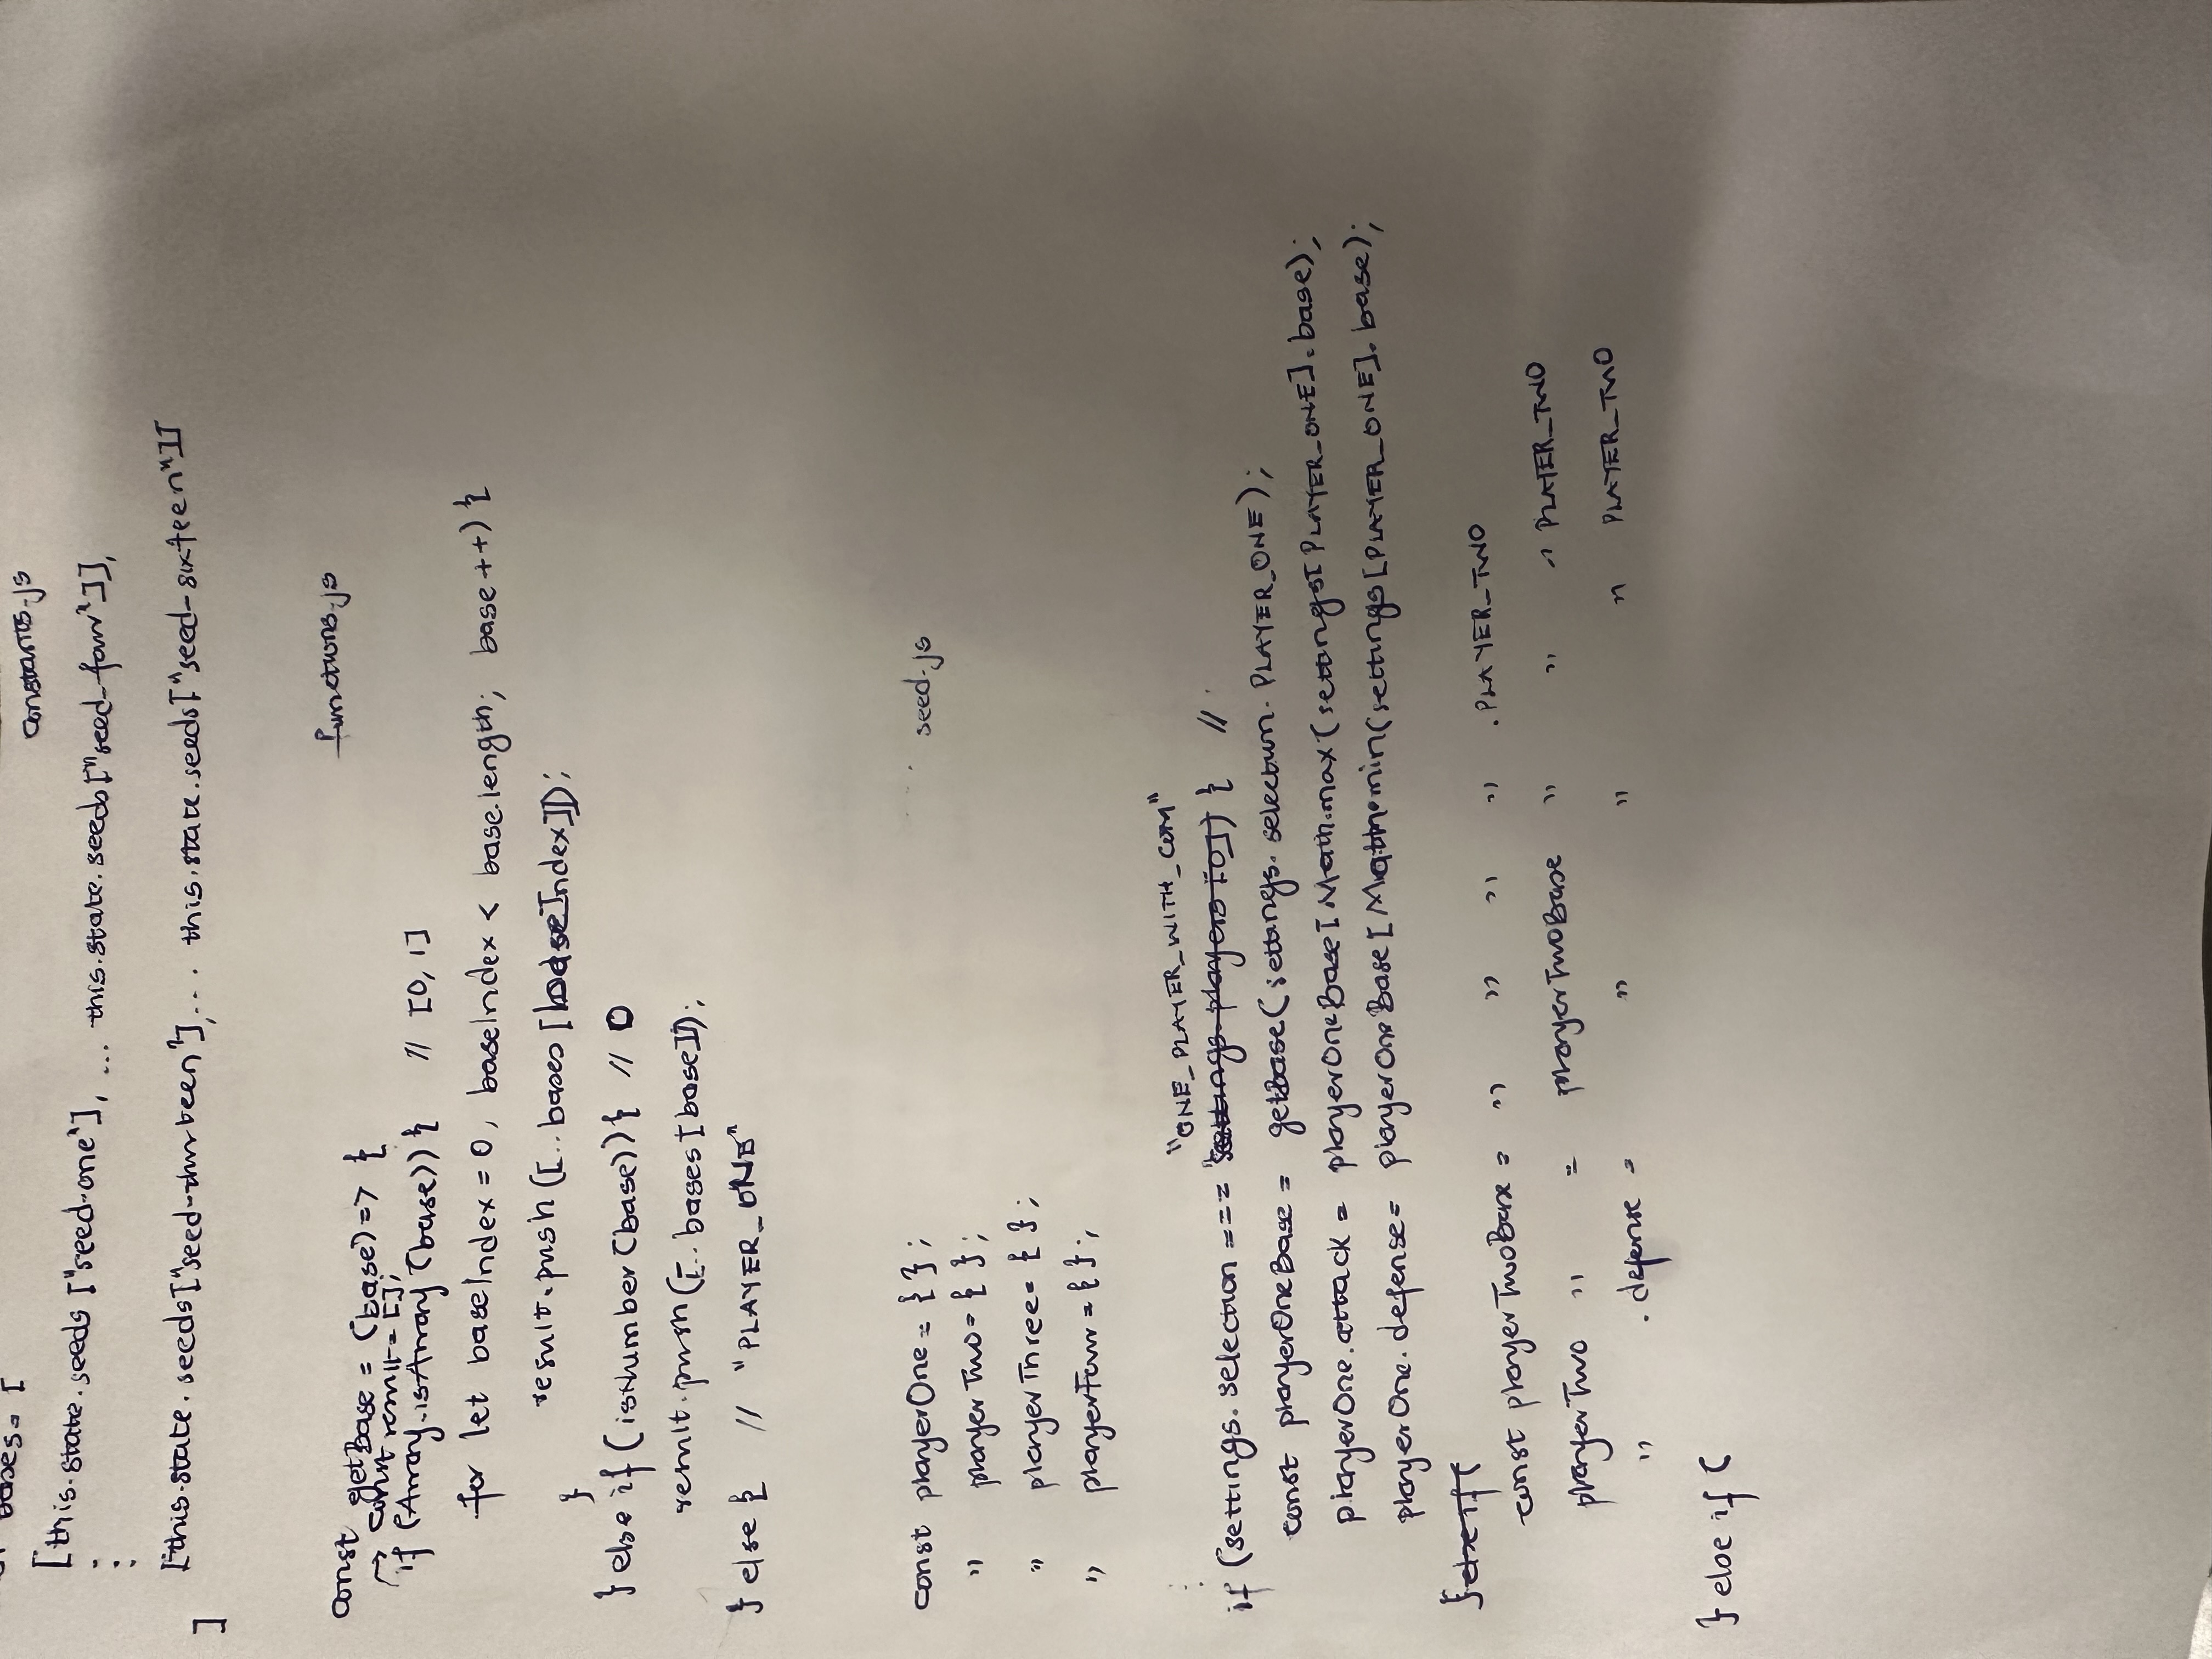 bases = [
constants.js
[this.state.seeds ["seed-one"], ... this.state.seeds["seed-four"]],
:
[this.state.seeds["seed-thirteen"],... this.state.seeds["seed-sixteen"]]
]
functions.js
const getBase = (base) => {
→ const result = [];
if (Array.isArray (base)) { // [0, 1]
for let baseIndex = 0, baseIndex < base.length; base++) {
result.push ([.. bases [baseIndex]]);
}
} else if (isNumber (base)) { // 0
result.push ([.. bases [base]]);
} else { // "PLAYER_ONE"
const playerOne = { };
seed.js
" playerTwo = { };
" playerThree = { };
" playerFour = { };
:
"ONE_PLAYER_WITH_COM"
if (settings.selection === "settings.players [0]) { //
const playerOneBase = getBase( settings.selection.PLAYER_ONE);
playerOne.attack = playerOneBase [ Math.max (settings[ PLAYER_ONE].base);
playerOne.defense = playerOneBase [ Math.min(settings [PLAYER_ONE].base);
} else if (
const playerTwoBase = " " " " .PLAYER_TWO
playerTwo " = playerTwoBase " " " PLAYER_TWO
" .defense = " " " PLAYER_TWO
} else if (